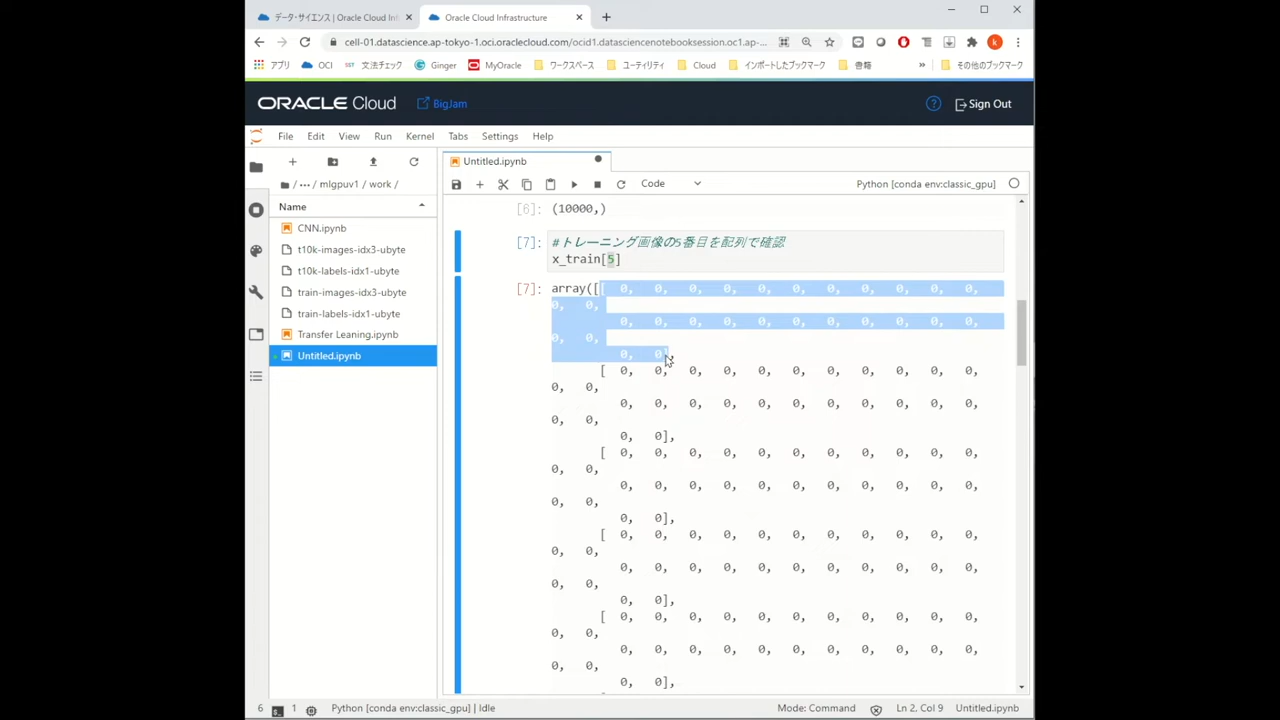 データ・サイエンス | Oracle Cloud Inf
Oracle Cloud Infrastructure
cell-01.datascience.ap-tokyo-1.oci.oraclecloud.com/ocid1.datasciencenotebooksession.oc1.ap-...
k
アプリ OCI SET 文法チェック Ginger MyOracle ワークスペース ユーティリティ Cloud インポートしたブックマーク 書籍 » その他のブックマーク
ORACLE Cloud BigJam ? Sign Out
File Edit View Run Kernel Tabs Settings Help
Untitled.ipynb
/ ··· / mlgpuv1 / work /
Code
Python [conda env:classic_gpu]
Name
CNN.ipynb
t10k-images-idx3-ubyte
t10k-labels-idx1-ubyte
train-images-idx3-ubyte
train-labels-idx1-ubyte
Transfer Leaning.ipynb
Untitled.ipynb
[6]: (10000,)
[7]: #トレーニング画像の5番目を配列で確認
x_train[5]
[7]: array([[ 0, 0, 0, 0, 0, 0, 0, 0, 0, 0, 0,
0, 0,
0, 0, 0, 0, 0, 0, 0, 0, 0, 0, 0,
0, 0,
0, 0],
[ 0, 0, 0, 0, 0, 0, 0, 0, 0, 0, 0,
0, 0,
0, 0, 0, 0, 0, 0, 0, 0, 0, 0, 0,
0, 0,
0, 0],
[ 0, 0, 0, 0, 0, 0, 0, 0, 0, 0, 0,
0, 0,
0, 0, 0, 0, 0, 0, 0, 0, 0, 0, 0,
0, 0,
0, 0],
[ 0, 0, 0, 0, 0, 0, 0, 0, 0, 0, 0,
0, 0,
0, 0, 0, 0, 0, 0, 0, 0, 0, 0, 0,
0, 0,
0, 0],
[ 0, 0, 0, 0, 0, 0, 0, 0, 0, 0, 0,
0, 0,
0, 0, 0, 0, 0, 0, 0, 0, 0, 0, 0,
0, 0,
0, 0],
6 1 Python [conda env:classic_gpu] | Idle Mode: Command Ln 2, Col 9 Untitled.ipynb